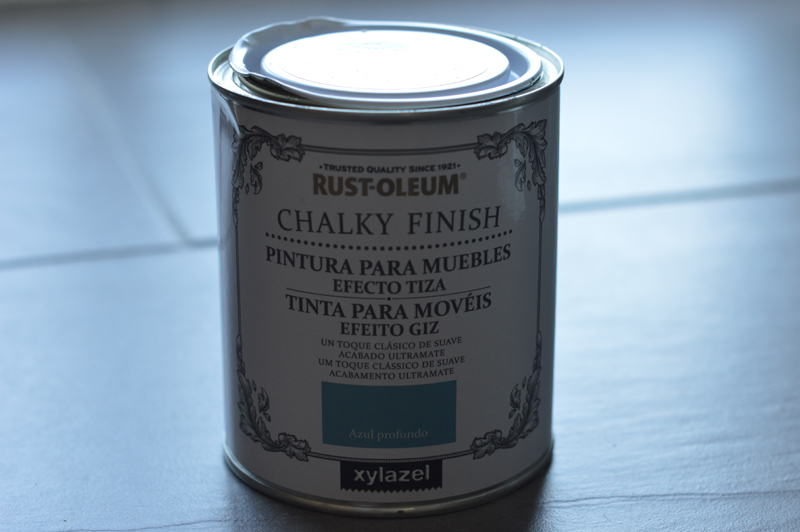 •TRUSTED QUALITY SINCE 1921•
RUST-OLEUM®
CHALKY FINISH
PINTURA PARA MUEBLES
EFECTO TIZA
TINTA PARA MOVÉIS
EFEITO GIZ
UN TOQUE CLÁSICO DE SUAVE
ACABADO ULTRAMATE
UM TOQUE CLÁSSICO DE SUAVE
ACABAMENTO ULTRAMATE
Azul profundo
xylazel